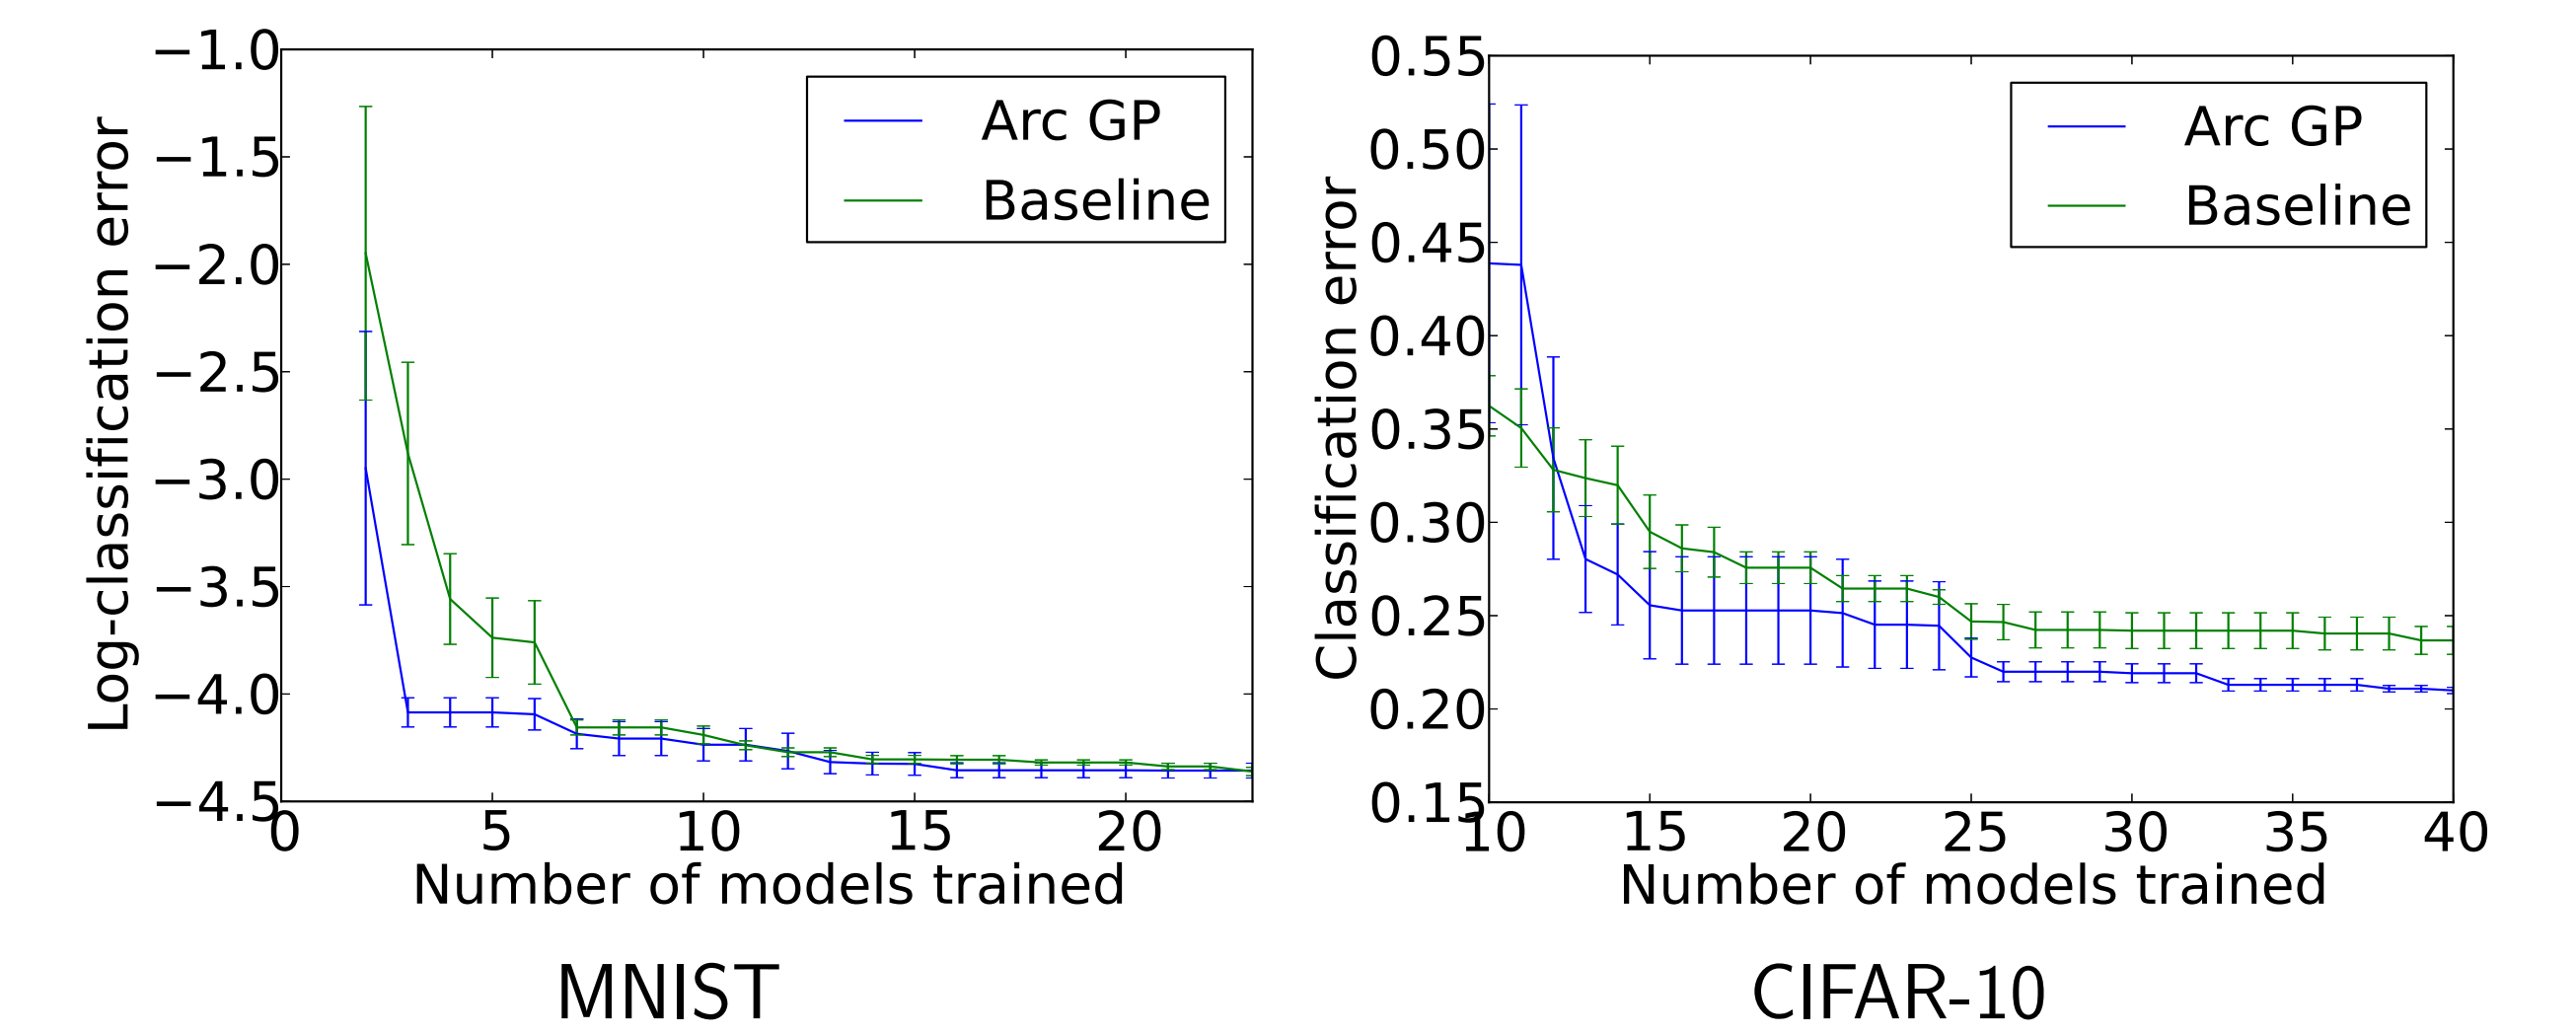 Log-classification error
−1.0
−1.5
−2.0
−2.5
−3.0
−3.5
−4.0
−4.5
Arc GP
Baseline
0 5 10 15 20
Number of models trained
MNIST
Classification error
0.55
0.50
0.45
0.40
0.35
0.30
0.25
0.20
0.15
Arc GP
Baseline
10 15 20 25 30 35 40
Number of models trained
CIFAR-10